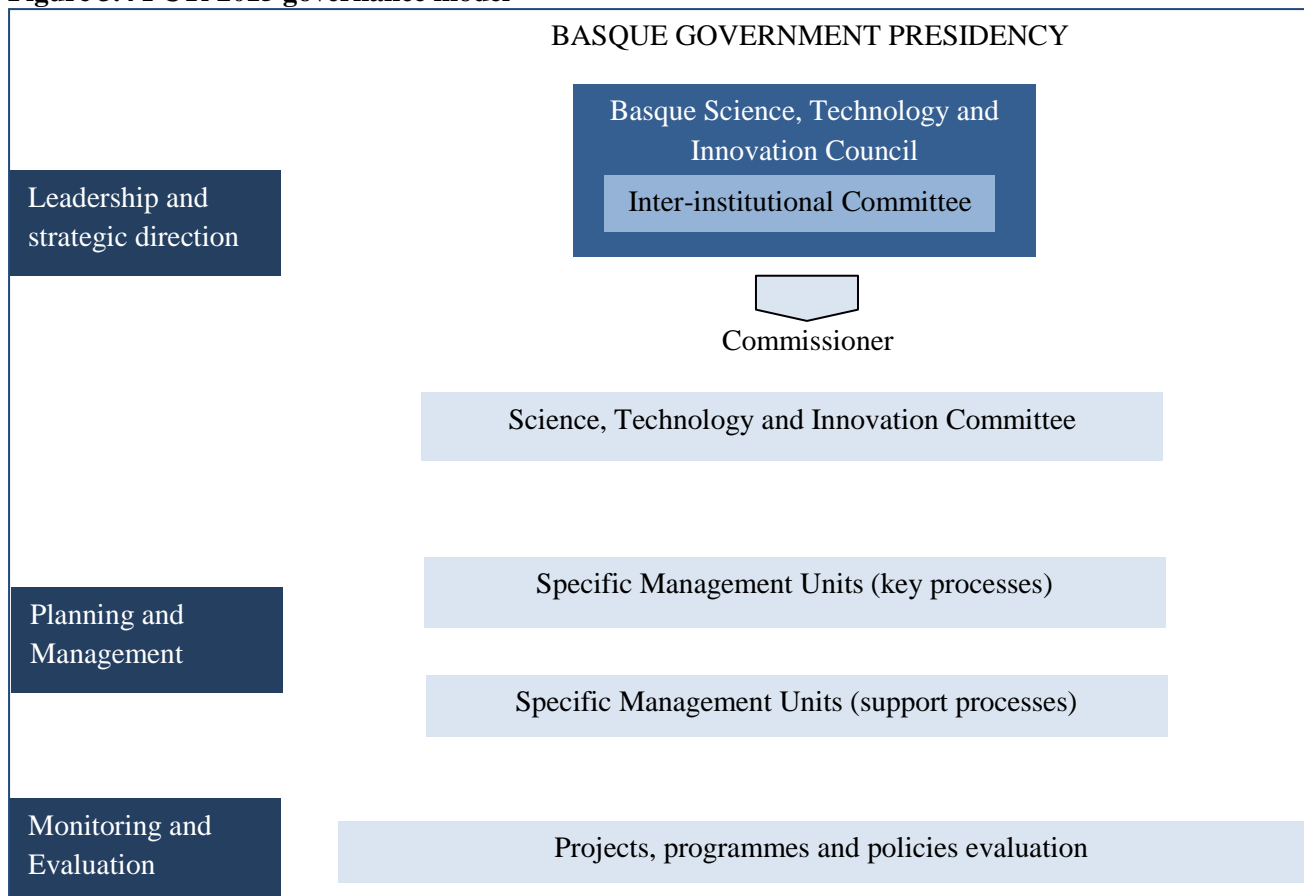 BASQUE GOVERNMENT PRESIDENCY
Basque Science, Technology and
Innovation Council
Inter-institutional Committee
Leadership and
strategic direction
Commissioner
Science, Technology and Innovation Committee
Specific Management Units (key processes)
Planning and
Management
Specific Management Units (support processes)
Monitoring and
Evaluation
Projects, programmes and policies evaluation